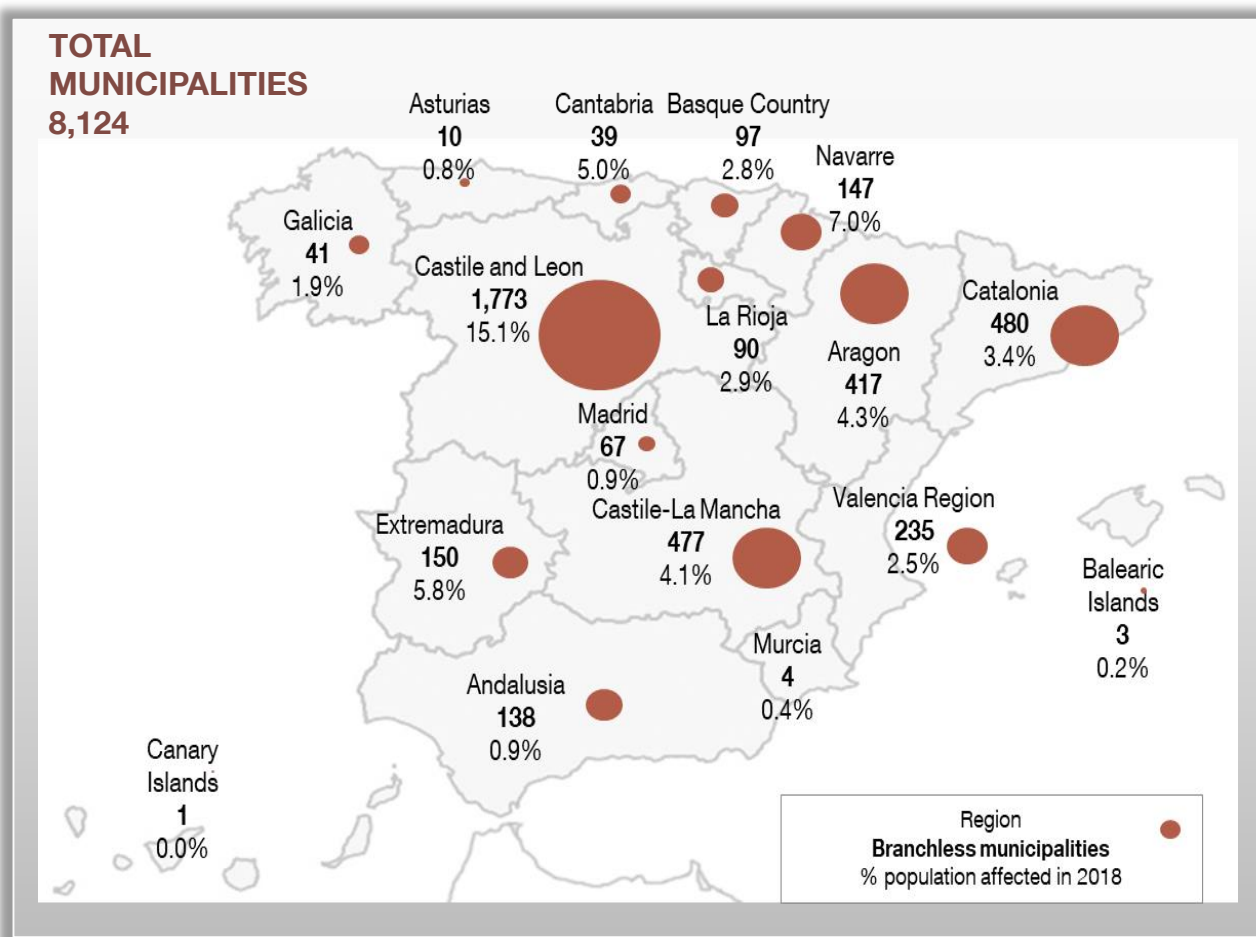 TOTAL
MUNICIPALITIES
8,124
Asturias
10
0.8%
Cantabria
39
5.0%
Basque Country
97
2.8%
Navarre
147
7.0%
Galicia
41
1.9%
Castile and Leon
1,773
15.1%
La Rioja
90
2.9%
Aragon
417
4.3%
Catalonia
480
3.4%
Madrid
67
0.9%
Extremadura
150
5.8%
Castile-La Mancha
477
4.1%
Valencia Region
235
2.5%
Balearic
Islands
3
0.2%
Murcia
4
0.4%
Andalusia
138
0.9%
Canary
Islands
1
0.0%
Region
Branchless municipalities
% population affected in 2018